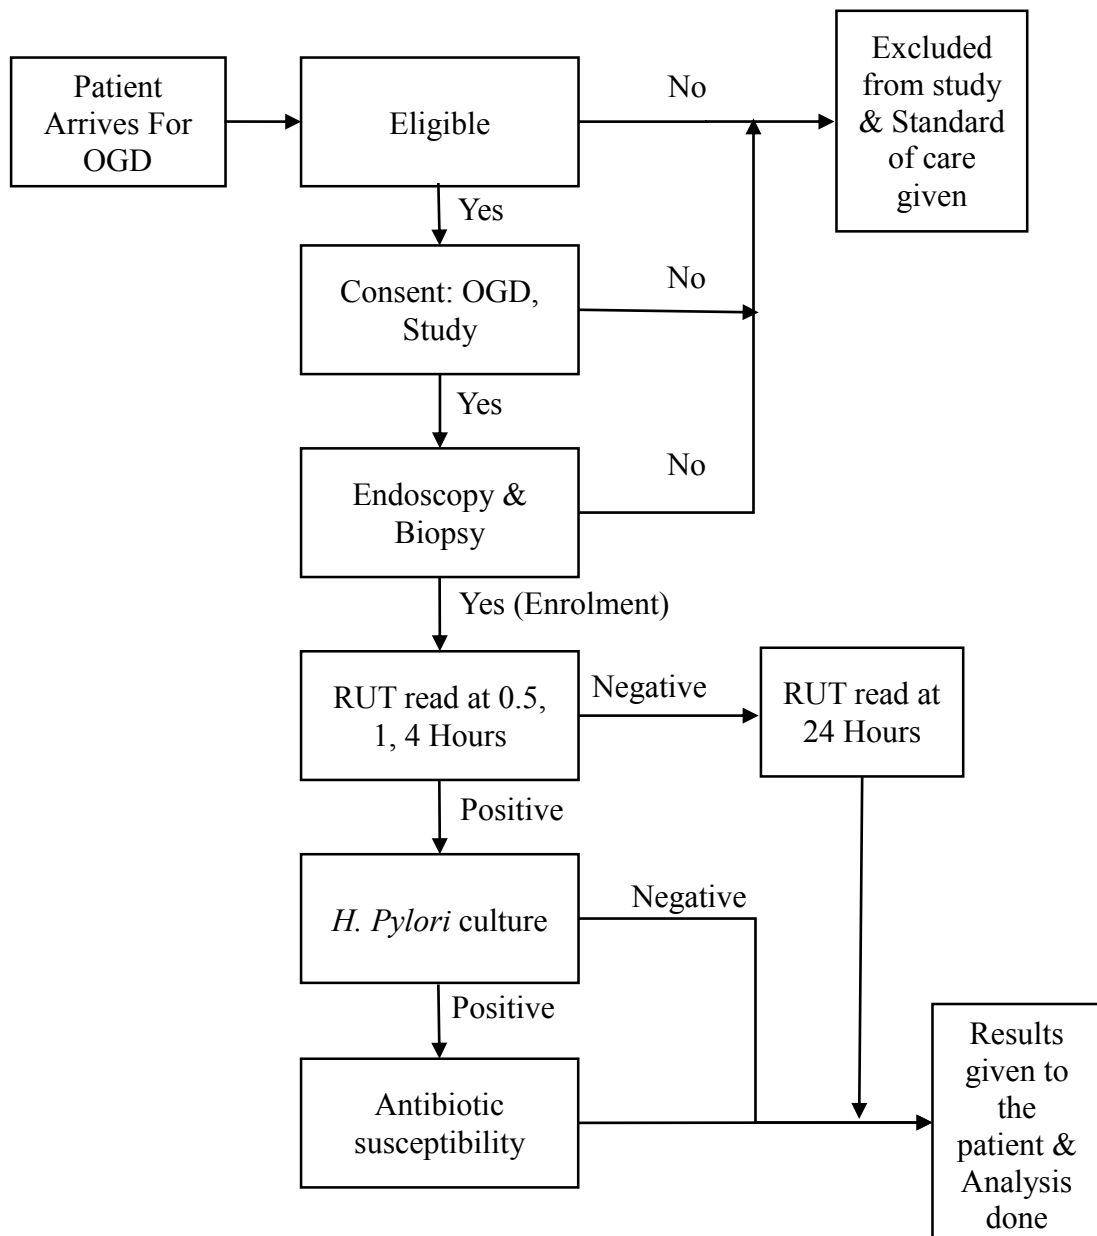 Patient
Arrives For
OGD
Eligible
No
Excluded
from study
& Standard
of care
given
Yes
Consent: OGD,
Study
No
Yes
Endoscopy &
Biopsy
No
Yes (Enrolment)
RUT read at 0.5,
1, 4 Hours
Negative
RUT read at
24 Hours
Positive
H. Pylori culture
Negative
Positive
Antibiotic
susceptibility
Results
given to
the
patient &
Analysis
done